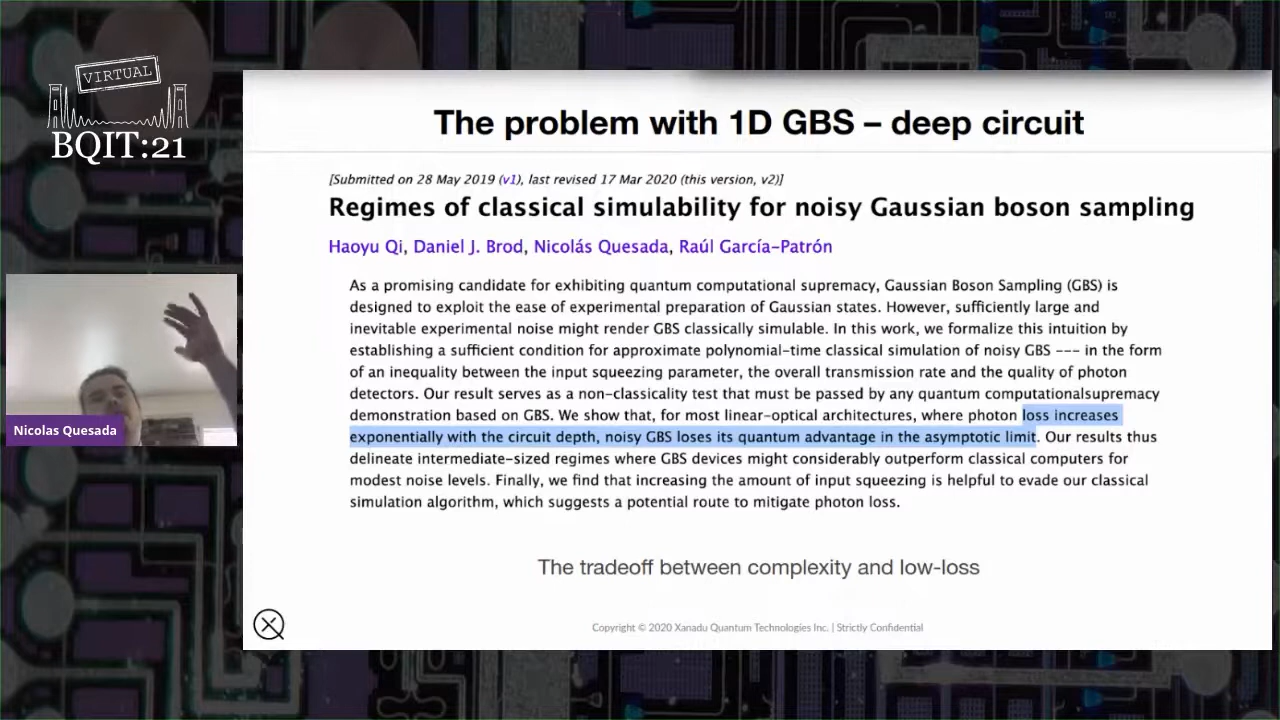 VIRTUAL
BQIT:21
The problem with 1D GBS – deep circuit
[Submitted on 28 May 2019 (v1), last revised 17 Mar 2020 (this version, v2)]
Regimes of classical simulability for noisy Gaussian boson sampling
Haoyu Qi, Daniel J. Brod, Nicolás Quesada, Raúl García-Patrón
As a promising candidate for exhibiting quantum computational supremacy, Gaussian Boson Sampling (GBS) is
designed to exploit the ease of experimental preparation of Gaussian states. However, sufficiently large and
inevitable experimental noise might render GBS classically simulable. In this work, we formalize this intuition by
establishing a sufficient condition for approximate polynomial-time classical simulation of noisy GBS --- in the form
of an inequality between the input squeezing parameter, the overall transmission rate and the quality of photon
detectors. Our result serves as a non-classicality test that must be passed by any quantum computationalsupremacy
demonstration based on GBS. We show that, for most linear-optical architectures, where photon loss increases
exponentially with the circuit depth, noisy GBS loses its quantum advantage in the asymptotic limit. Our results thus
delineate intermediate-sized regimes where GBS devices might considerably outperform classical computers for
modest noise levels. Finally, we find that increasing the amount of input squeezing is helpful to evade our classical
simulation algorithm, which suggests a potential route to mitigate photon loss.
The tradeoff between complexity and low-loss
Copyright © 2020 Xanadu Quantum Technologies Inc. | Strictly Confidential
Nicolas Quesada